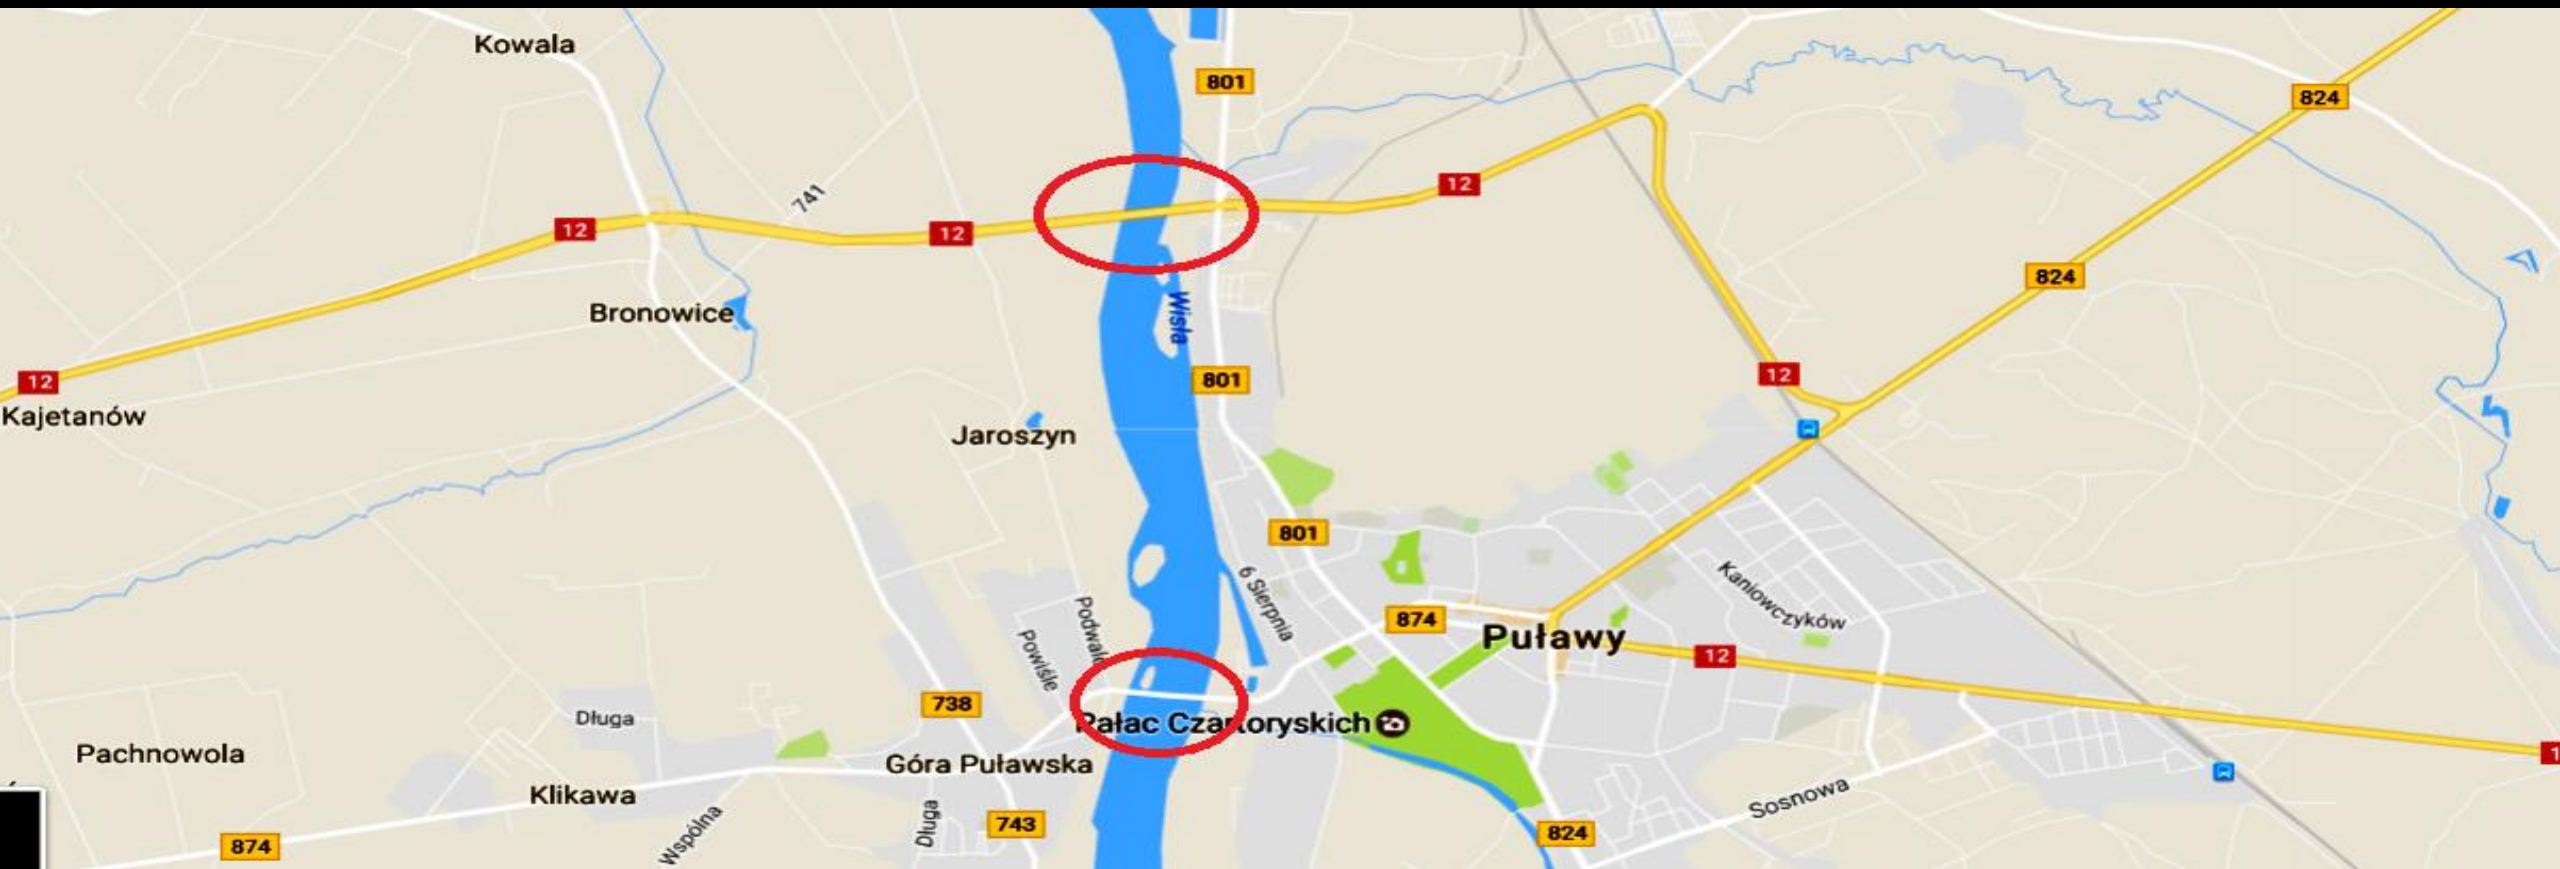 Kowala
801
824
741
12
12
12
824
Bronowice
Wisła
12
801
12
Kajetanów
Jaroszyn
801
6 Sierpnia
Kaniowczyków
Podwale
Powiśle
874
Puławy
12
738
Długa
Pałac Czartoryskich
Pachnowola
Góra Puławska
1
Klikawa
Sosnowa
Długa
743
824
Wspólna
874